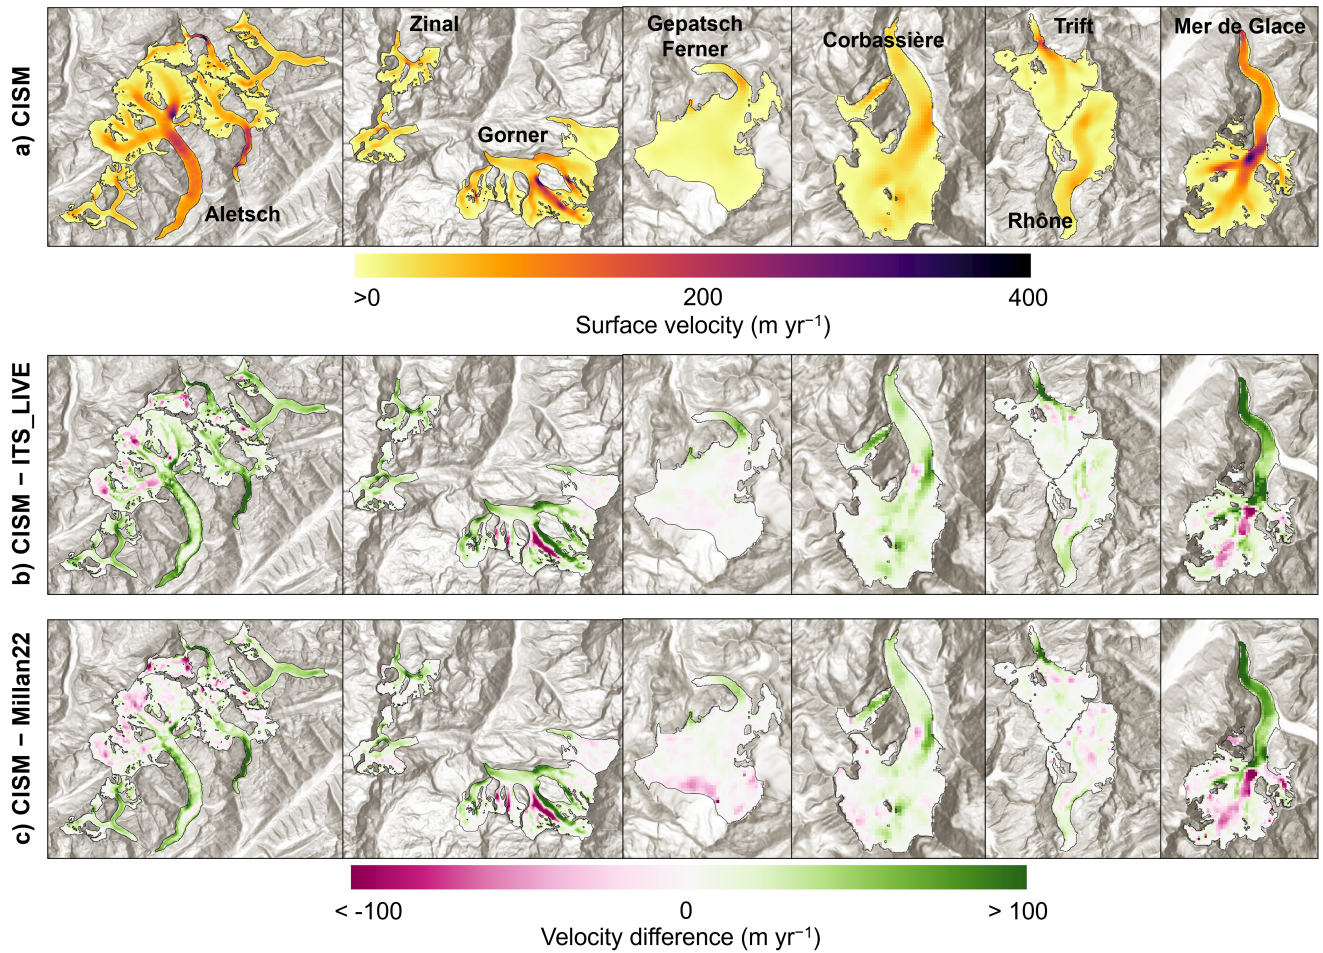 a) CISM
Zinal
Gepatsch
Ferner
Corbassière
Trift
Mer de Glace
Gorner
Aletsch
Rhône
>0
200
400
Surface velocity (m yr⁻¹)
b) CISM − ITS_LIVE
c) CISM − Millan22
< -100
0
> 100
Velocity difference (m yr⁻¹)